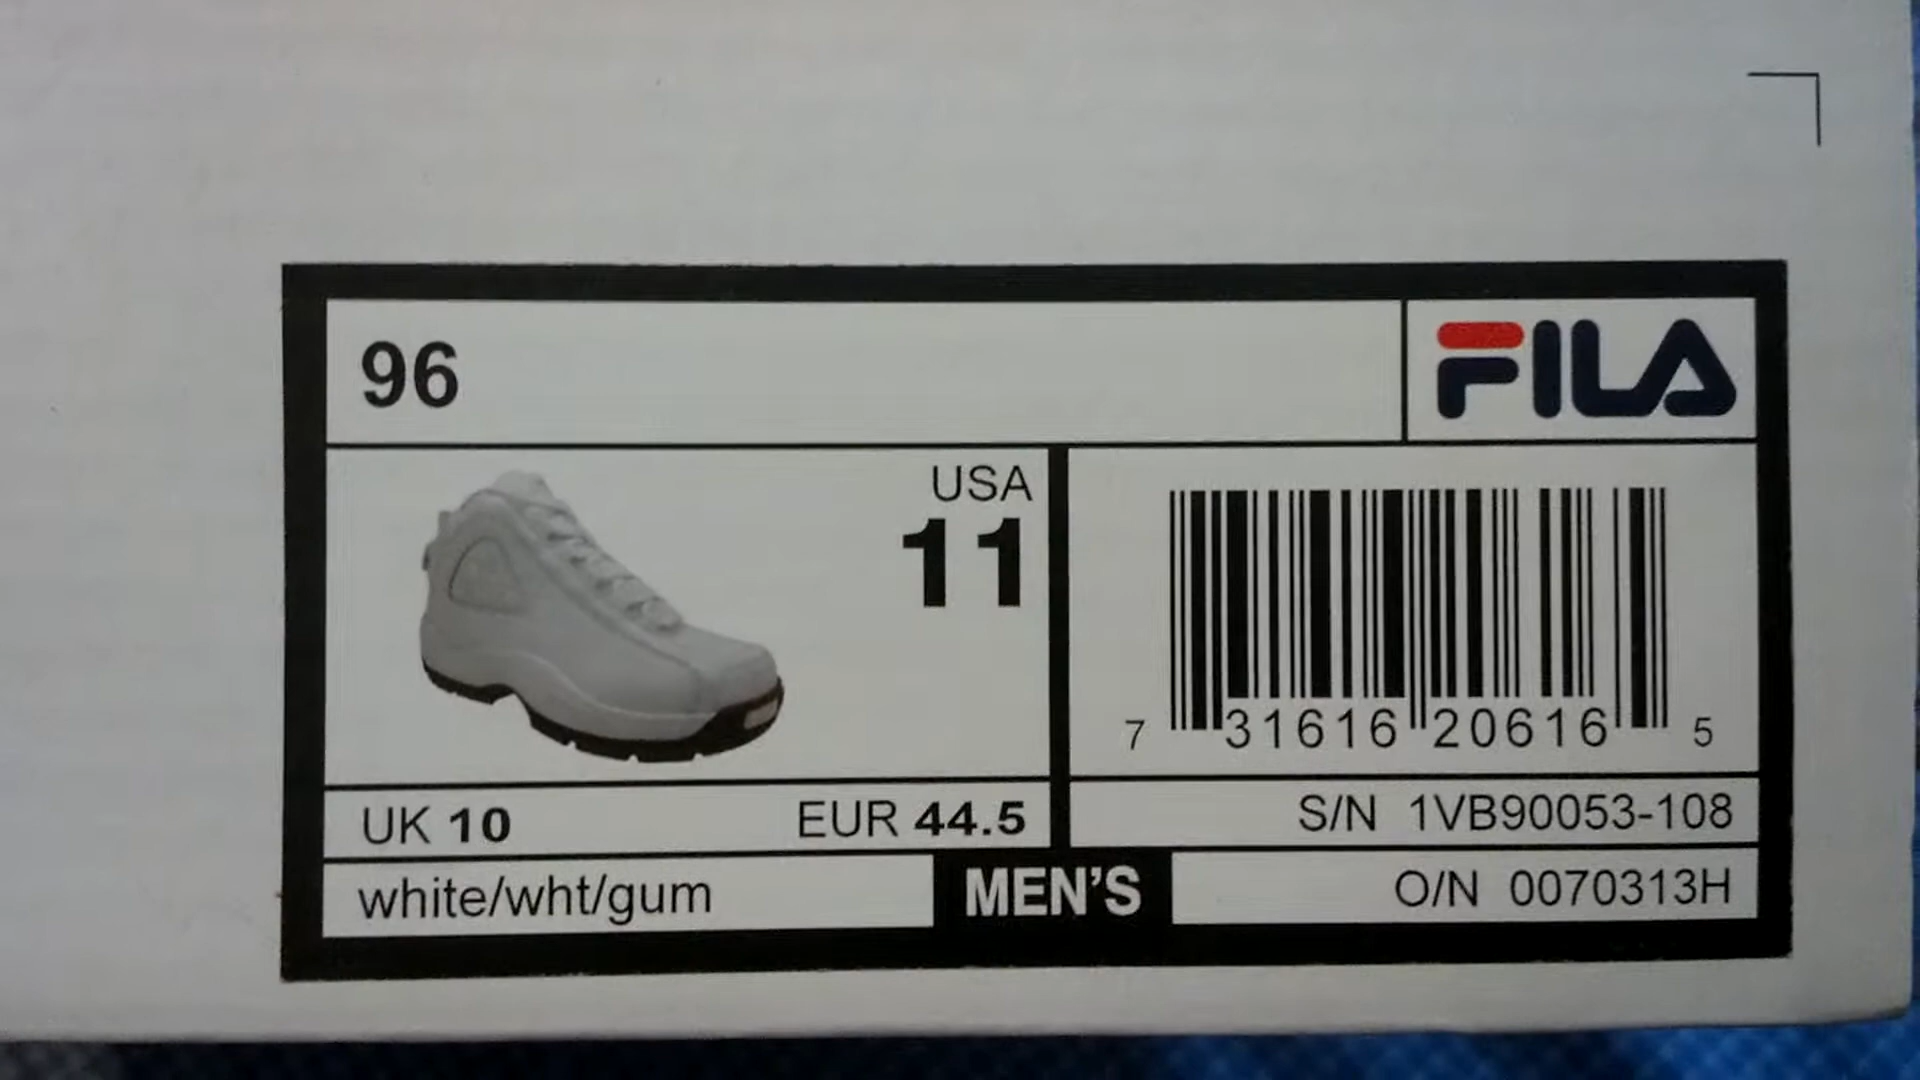 96
FILA
USA
11
7 31616 20616 5
UK 10 EUR 44.5
S/N 1VB90053-108
white/wht/gum
MEN'S
O/N 0070313H